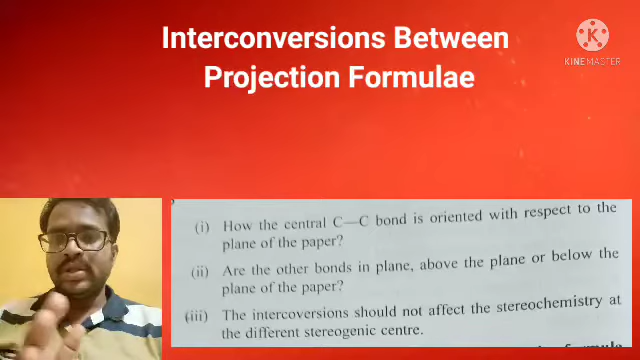 Interconversions Between
Projection Formulae
K
KINEMASTER
(i) How the central C—C bond is oriented with respect to the
plane of the paper?
(ii) Are the other bonds in plane, above the plane or below the
plane of the paper?
(iii) The intercoversions should not affect the stereochemistry at
the different stereogenic centre.